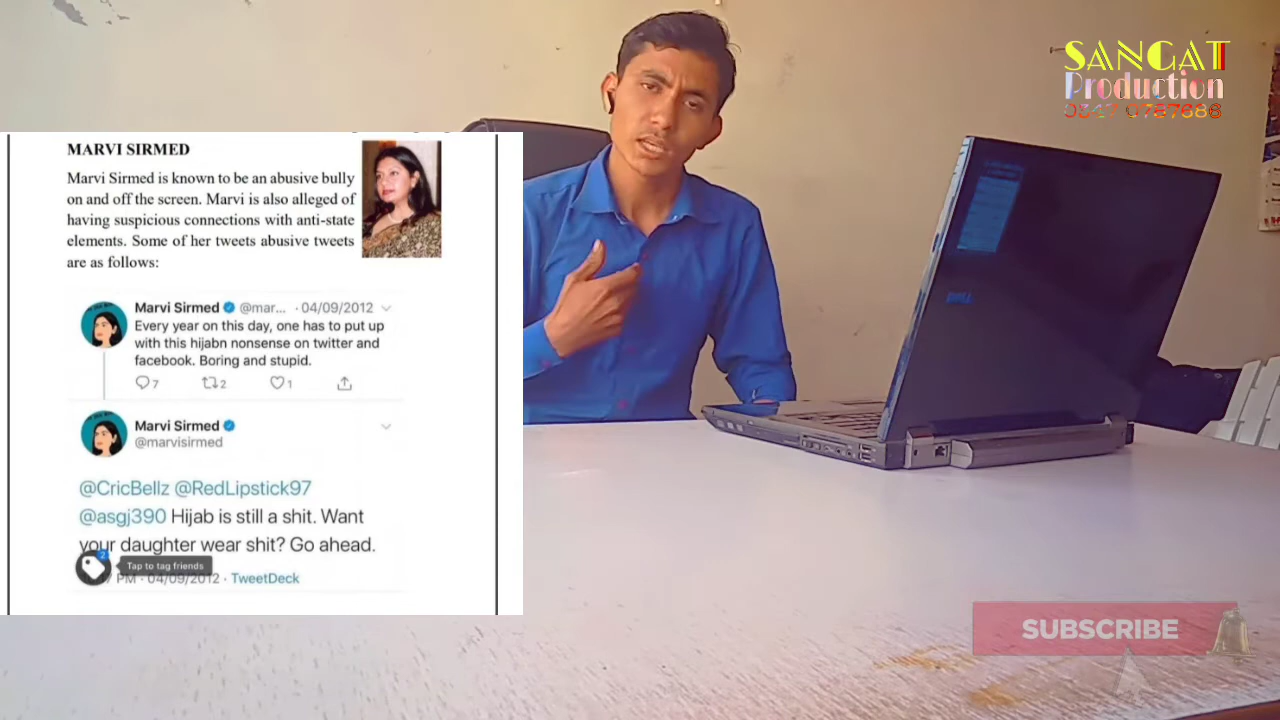 SANGAT
Production
0347 0787688
MARVI SIRMED
Marvi Sirmed is known to be an abusive bully
on and off the screen. Marvi is also alleged of
having suspicious connections with anti-state
elements. Some of her tweets abusive tweets
are as follows:
Marvi Sirmed @mar... · 04/09/2012
Every year on this day, one has to put up
with this hijabn nonsense on twitter and
facebook. Boring and stupid.
7 2 1
Marvi Sirmed
@marvisirmed
@CricBellz @RedLipstick97
@asgj390 Hijab is still a shit. Want
your daughter wear shit? Go ahead.
2
Tap to tag friends
PM · 04/09/2012 · TweetDeck
DELL
SUBSCRIBE